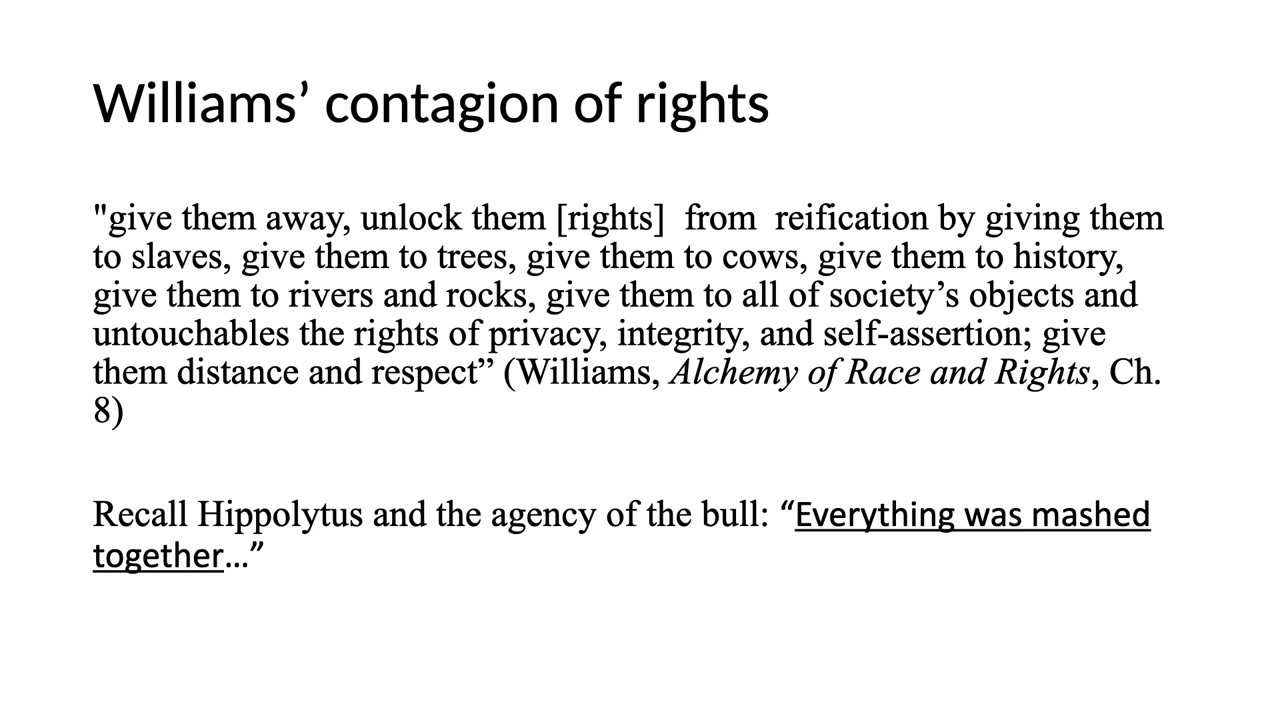 Williams’ contagion of rights
"give them away, unlock them [rights]  from  reification by giving them
to slaves, give them to trees, give them to cows, give them to history,
give them to rivers and rocks, give them to all of society’s objects and
untouchables the rights of privacy, integrity, and self-assertion; give
them distance and respect” (Williams, Alchemy of Race and Rights, Ch.
8)
Recall Hippolytus and the agency of the bull: “Everything was mashed
together…”